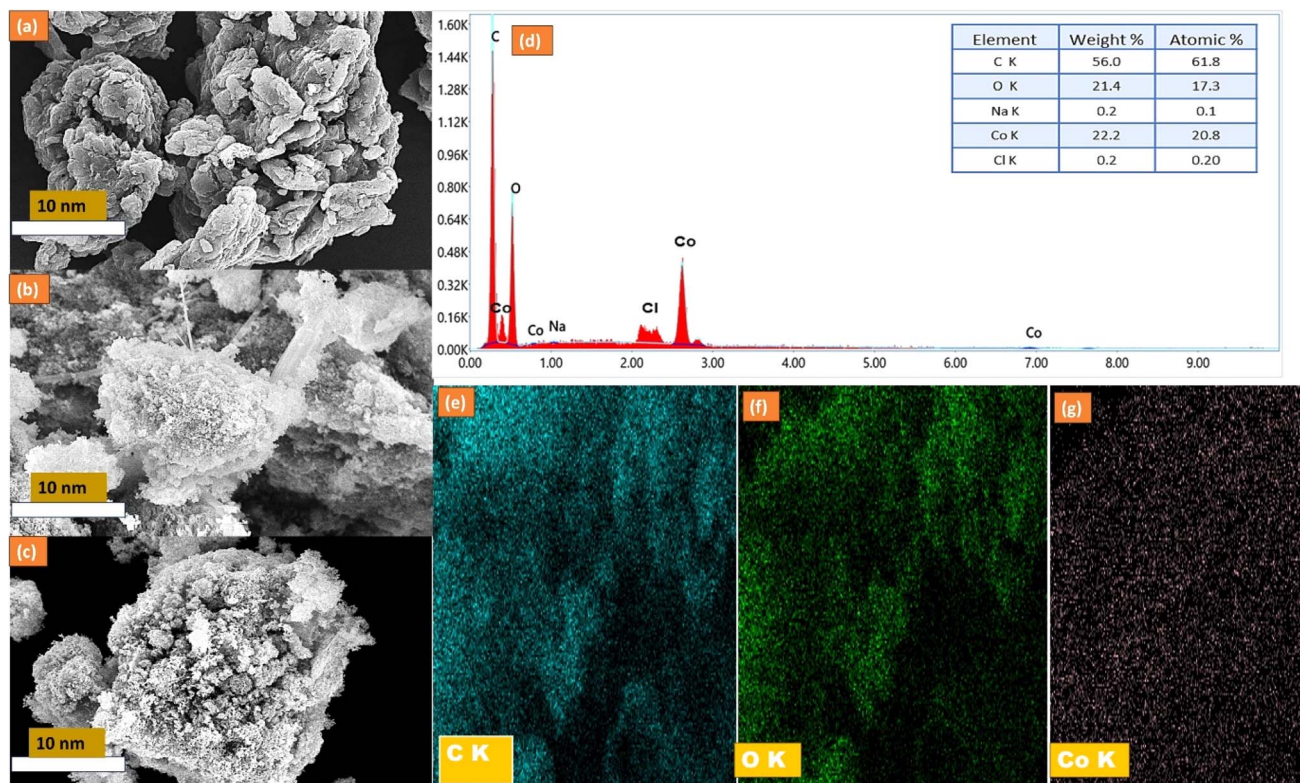 (a)
10 nm
(b)
10 nm
(c)
10 nm
(d)
1.60K
1.44K
1.28K
1.12K
0.96K
0.80K
0.64K
0.48K
0.32K
0.16K
0.00K
C
O
Co
Co
Na
Cl
Co
Co
0.00 1.00 2.00 3.00 4.00 5.00 6.00 7.00 8.00 9.00
Element Weight % Atomic %
C K 56.0 61.8
O K 21.4 17.3
Na K 0.2 0.1
Co K 22.2 20.8
Cl K 0.2 0.20
(e)
C K
(f)
O K
(g)
Co K